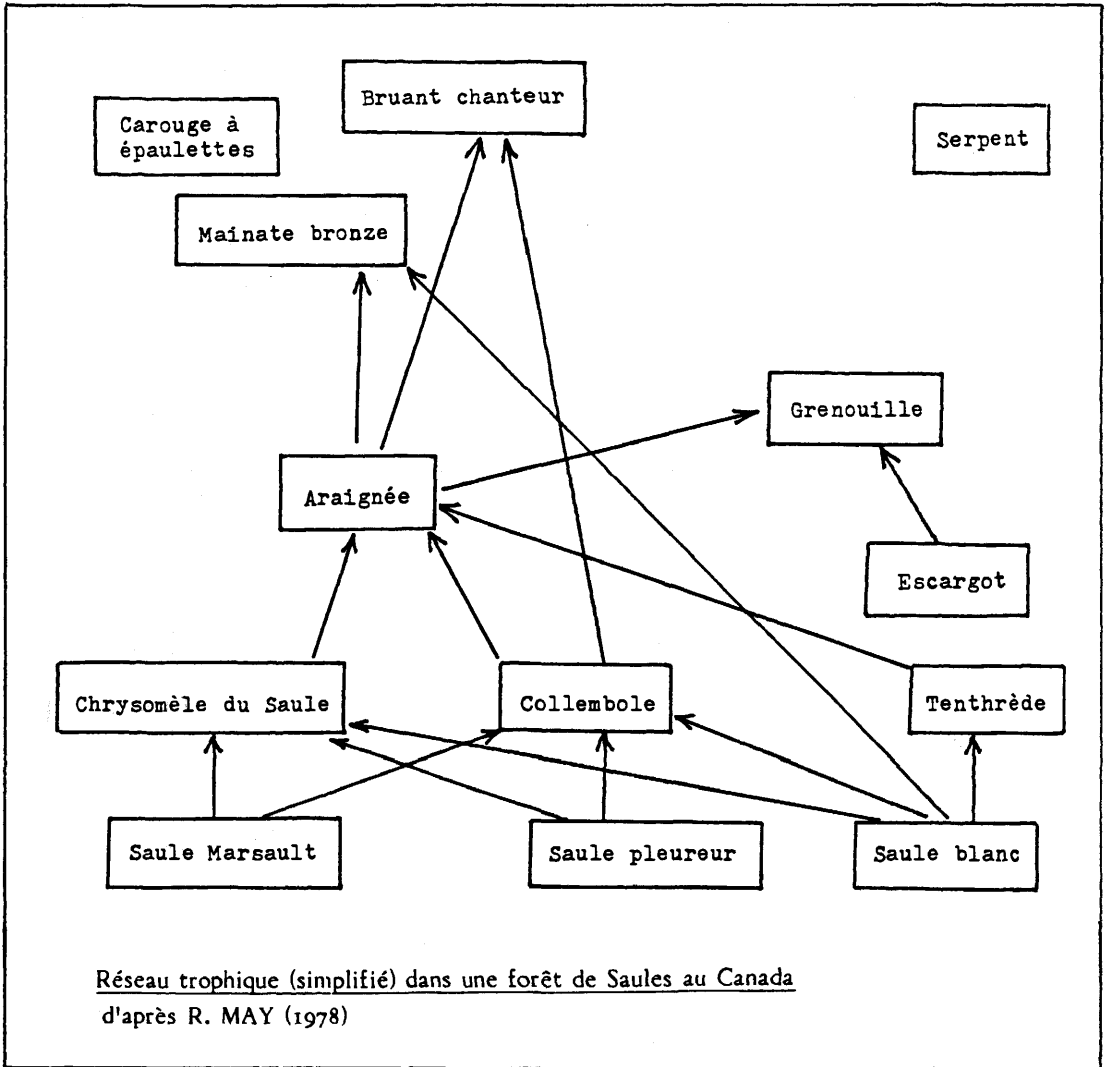 Bruant chanteur
Carouge à
épaulettes
Serpent
Mainate bronze
Grenouille
Araignée
Escargot
Chrysomèle du Saule
Collembole
Tenthrède
Saule Marsault
Saule pleureur
Saule blanc
Réseau trophique (simplifié) dans une forêt de Saules au Canada
d'après R. MAY (1978)